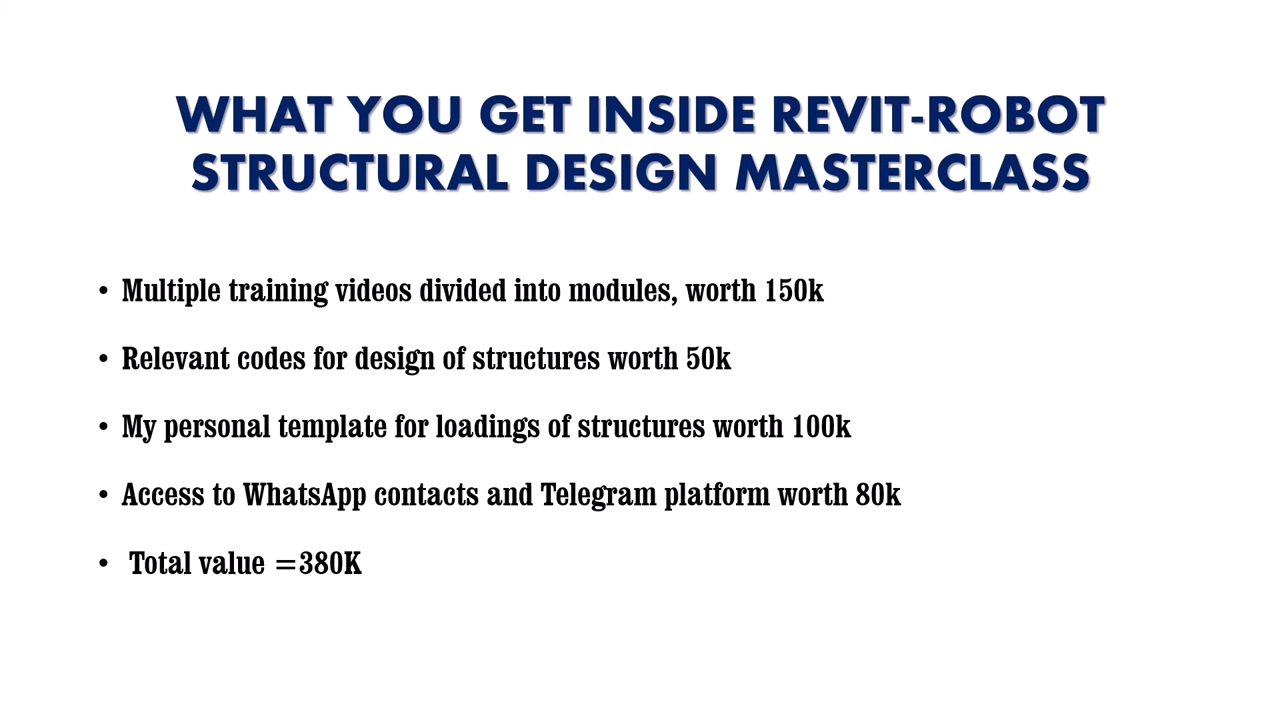 WHAT YOU GET INSIDE REVIT-ROBOT
STRUCTURAL DESIGN MASTERCLASS
• Multiple training videos divided into modules, worth 150k
• Relevant codes for design of structures worth 50k
• My personal template for loadings of structures worth 100k
• Access to WhatsApp contacts and Telegram platform worth 80k
• Total value =380K